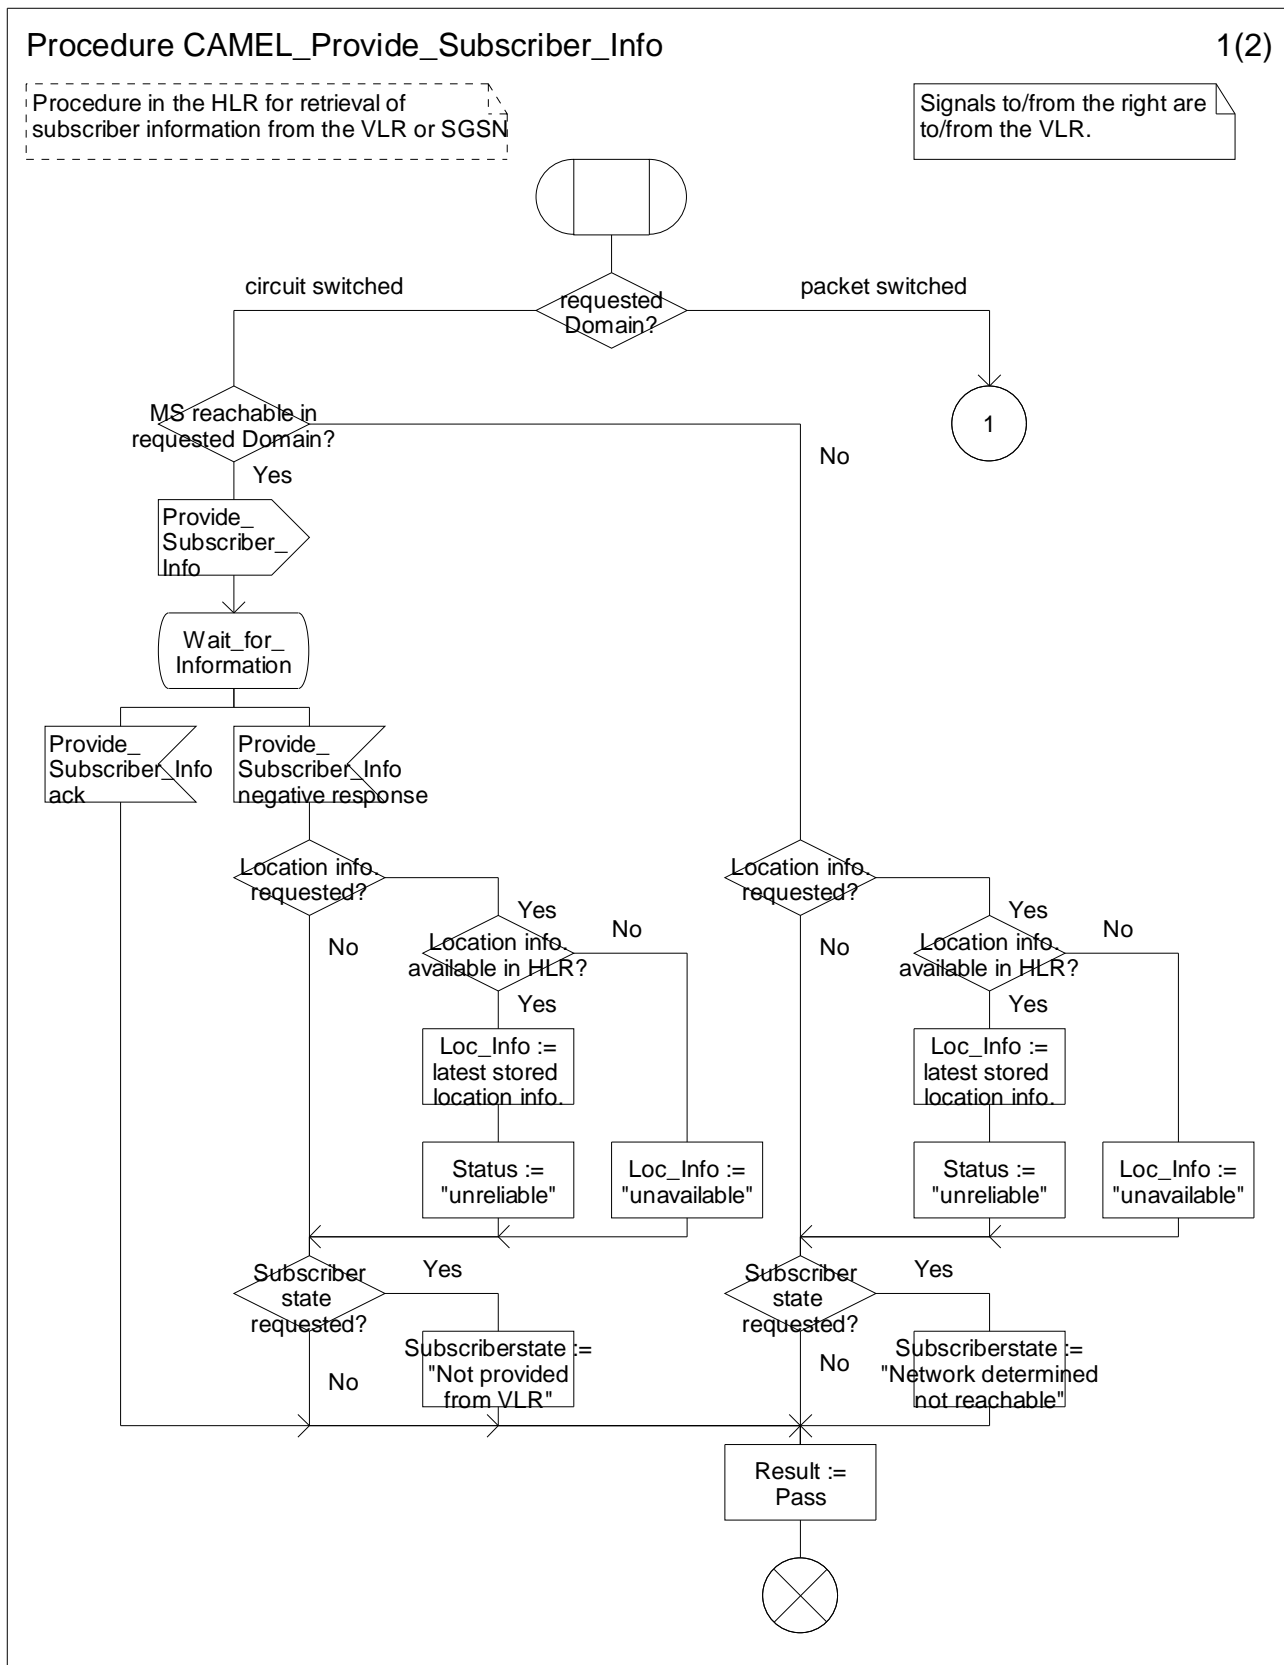 Procedure CAMEL_Provide_Subscriber_Info
1(2)
Procedure in the HLR for retrieval of
subscriber information from the VLR or SGSN
Signals to/from the right are
to/from the VLR.
circuit switched
requested
Domain?
packet switched
MS reachable in
requested Domain?
1
No
Yes
Provide_
Subscriber_
Info
Wait_for_
Information
Provide_
Subscriber_Info
ack
Provide_
Subscriber_Info
negative response
Location info.
requested?
Yes
No
No
Location info.
available in HLR?
Yes
Loc_Info :=
latest stored
location info.
Status :=
"unreliable"
Loc_Info :=
"unavailable"
Subscriber
state
requested?
Yes
No
Subscriberstate :=
"Not provided
from VLR"
Location info.
requested?
Yes
No
No
Location info.
available in HLR?
Yes
Loc_Info :=
latest stored
location info.
Status :=
"unreliable"
Loc_Info :=
"unavailable"
Subscriber
state
requested?
Yes
No
Subscriberstate :=
"Network determined
not reachable"
Result :=
Pass